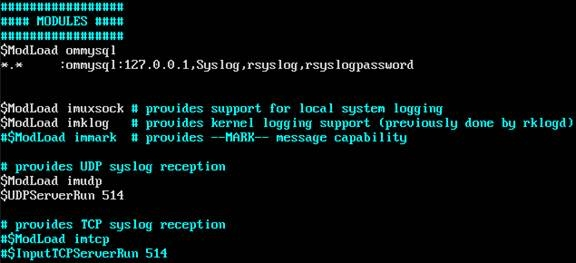 #################
#### MODULES ####
#################
$ModLoad ommysql
*.*     :ommysql:127.0.0.1,Syslog,rsyslog,rsyslogpassword

$ModLoad imuxsock # provides support for local system logging
$ModLoad imklog   # provides kernel logging support (previously done by rklogd)
#$ModLoad immark  # provides --MARK-- message capability

# provides UDP syslog reception
$ModLoad imudp
$UDPServerRun 514

# provides TCP syslog reception
#$ModLoad imtcp
#$InputTCPServerRun 514